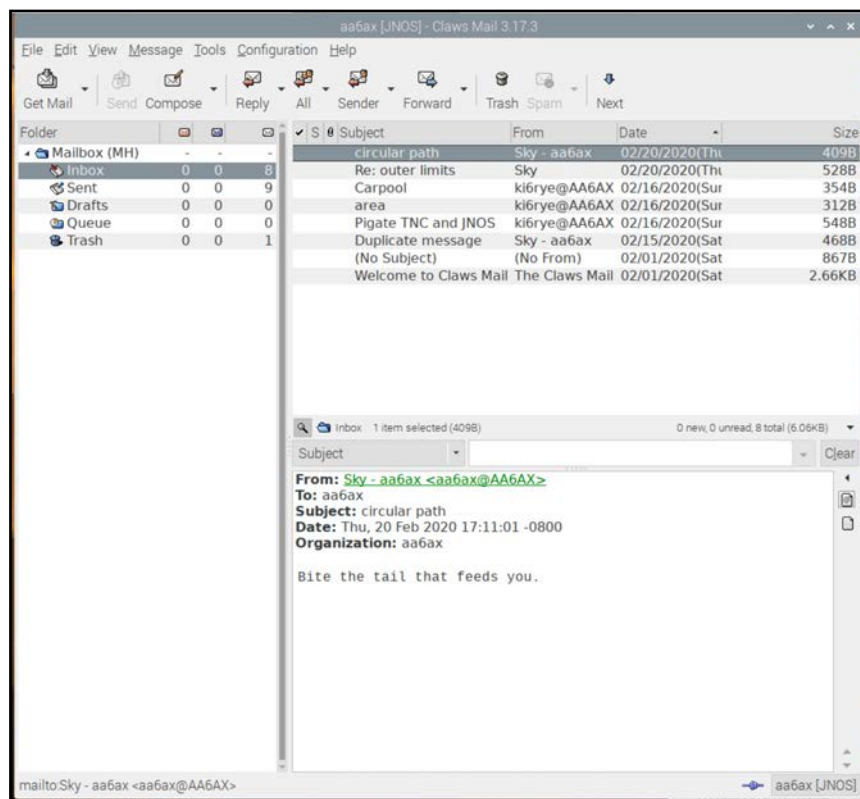 aa6ax [JNOS] - Claws Mail 3.17.3
File Edit View Message Tools Configuration Help
Get Mail Send Compose Reply All Sender Forward Trash Spam Next
Folder
Mailbox (MH) - - -
Inbox 0 0 8
Sent 0 0 9
Drafts 0 0 0
Queue 0 0 0
Trash 0 0 1
S Subject From Date Size
circular path Sky - aa6ax 02/20/2020(Thu 409B
Re: outer limits Sky 02/20/2020(Thu 528B
Carpool ki6rye@AA6AX 02/16/2020(Sur 354B
area ki6rye@AA6AX 02/16/2020(Sur 312B
Pigate TNC and JNOS ki6rye@AA6AX 02/16/2020(Sur 548B
Duplicate message Sky - aa6ax 02/15/2020(Sat 468B
(No Subject) (No From) 02/01/2020(Sat 867B
Welcome to Claws Mail The Claws Mail 02/01/2020(Sat 2.66KB
Inbox 1 item selected (409B) 0 new, 0 unread, 8 total (6.06KB)
Subject Clear
From: Sky - aa6ax <aa6ax@AA6AX>
To: aa6ax
Subject: circular path
Date: Thu, 20 Feb 2020 17:11:01 -0800
Organization: aa6ax
Bite the tail that feeds you.
mailto:Sky - aa6ax <aa6ax@AA6AX> aa6ax [JNOS]